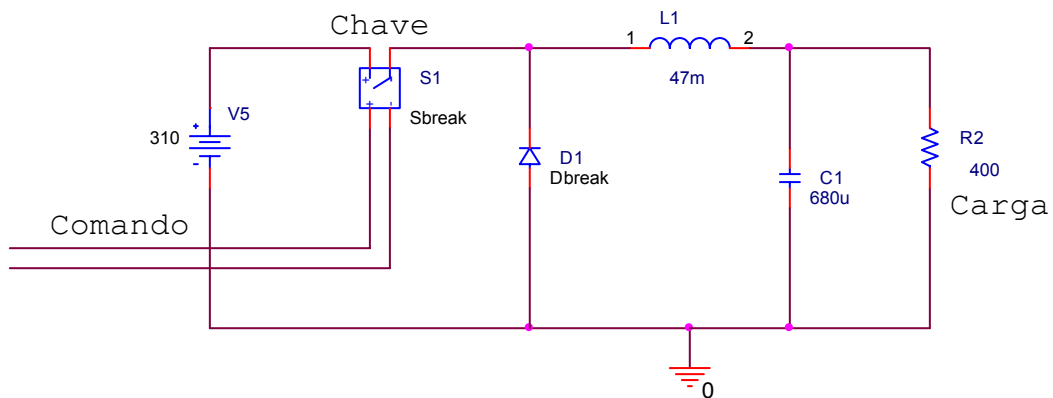 Chave
L1
1
2
47m
S1
+
-
+
-
Sbreak
V5
+
310
-
D1
Dbreak
C1
680u
R2
400
Carga
Comando
0